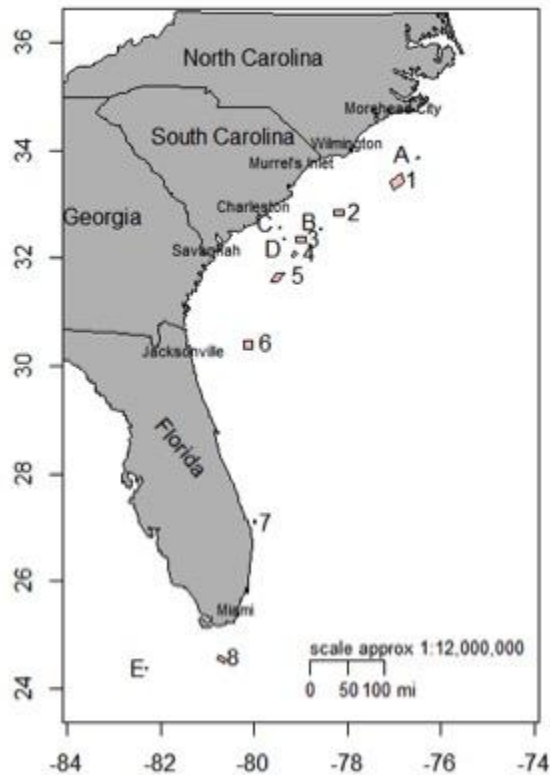 36
North Carolina
Morehead City
South Carolina
Wilmington
34
A
Murrel's Inlet
1
Charleston
2
Georgia
C
B
3
D
Savannah
4
32
5
6
Jacksonville
30
Florida
28
7
26
Miami
8
scale approx 1:12,000,000
E
0 50 100 mi
24
-84 -82 -80 -78 -76 -74